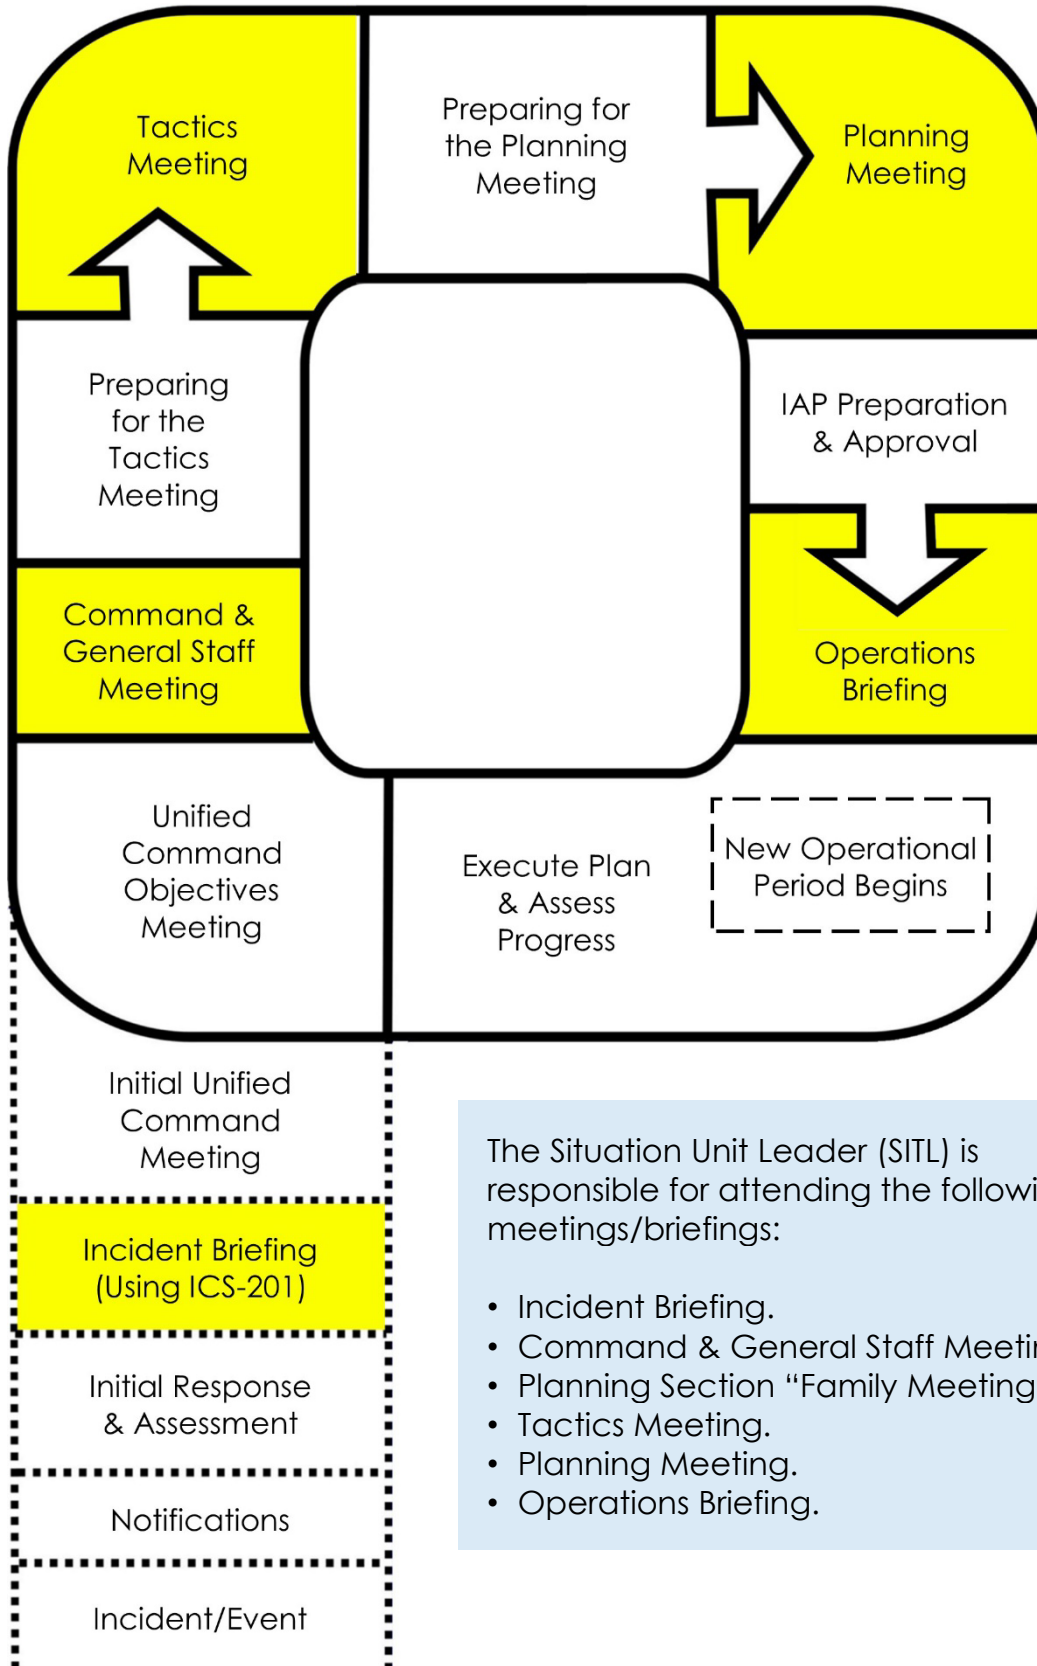 Tactics
Meeting
Preparing for
the Planning
Meeting
Planning
Meeting
Preparing
for the
Tactics
Meeting
IAP Preparation
& Approval
Command &
General Staff
Meeting
Operations
Briefing
Unified
Command
Objectives
Meeting
Execute Plan
& Assess
Progress
New Operational
Period Begins
Initial Unified
Command
Meeting
Incident Briefing
(Using ICS-201)
Initial Response
& Assessment
Notifications
Incident/Event
The Situation Unit Leader (SITL) is
responsible for attending the
meetings/briefings:
• Incident Briefing.
• Command & General Staff
• Planning Section “Family Meeting
• Tactics Meeting.
• Planning Meeting.
• Operations Briefing.